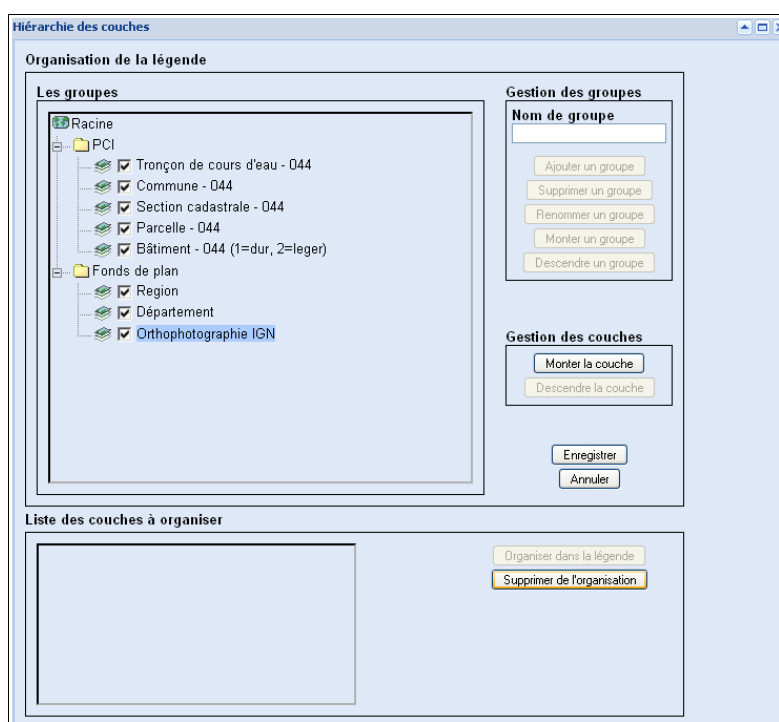 Hiérarchie des couches
Organisation de la légende
Les groupes
Racine
PCI
Tronçon de cours d'eau - 044
Commune - 044
Section cadastrale - 044
Parcelle - 044
Bâtiment - 044 (1=dur, 2=leger)
Fonds de plan
Region
Département
Orthophotographie IGN
Gestion des groupes
Nom de groupe
Ajouter un groupe
Supprimer un groupe
Renommer un groupe
Monter un groupe
Descendre un groupe
Gestion des couches
Monter la couche
Descendre la couche
Enregistrer
Annuler
Liste des couches à organiser
Organiser dans la légende
Supprimer de l'organisation